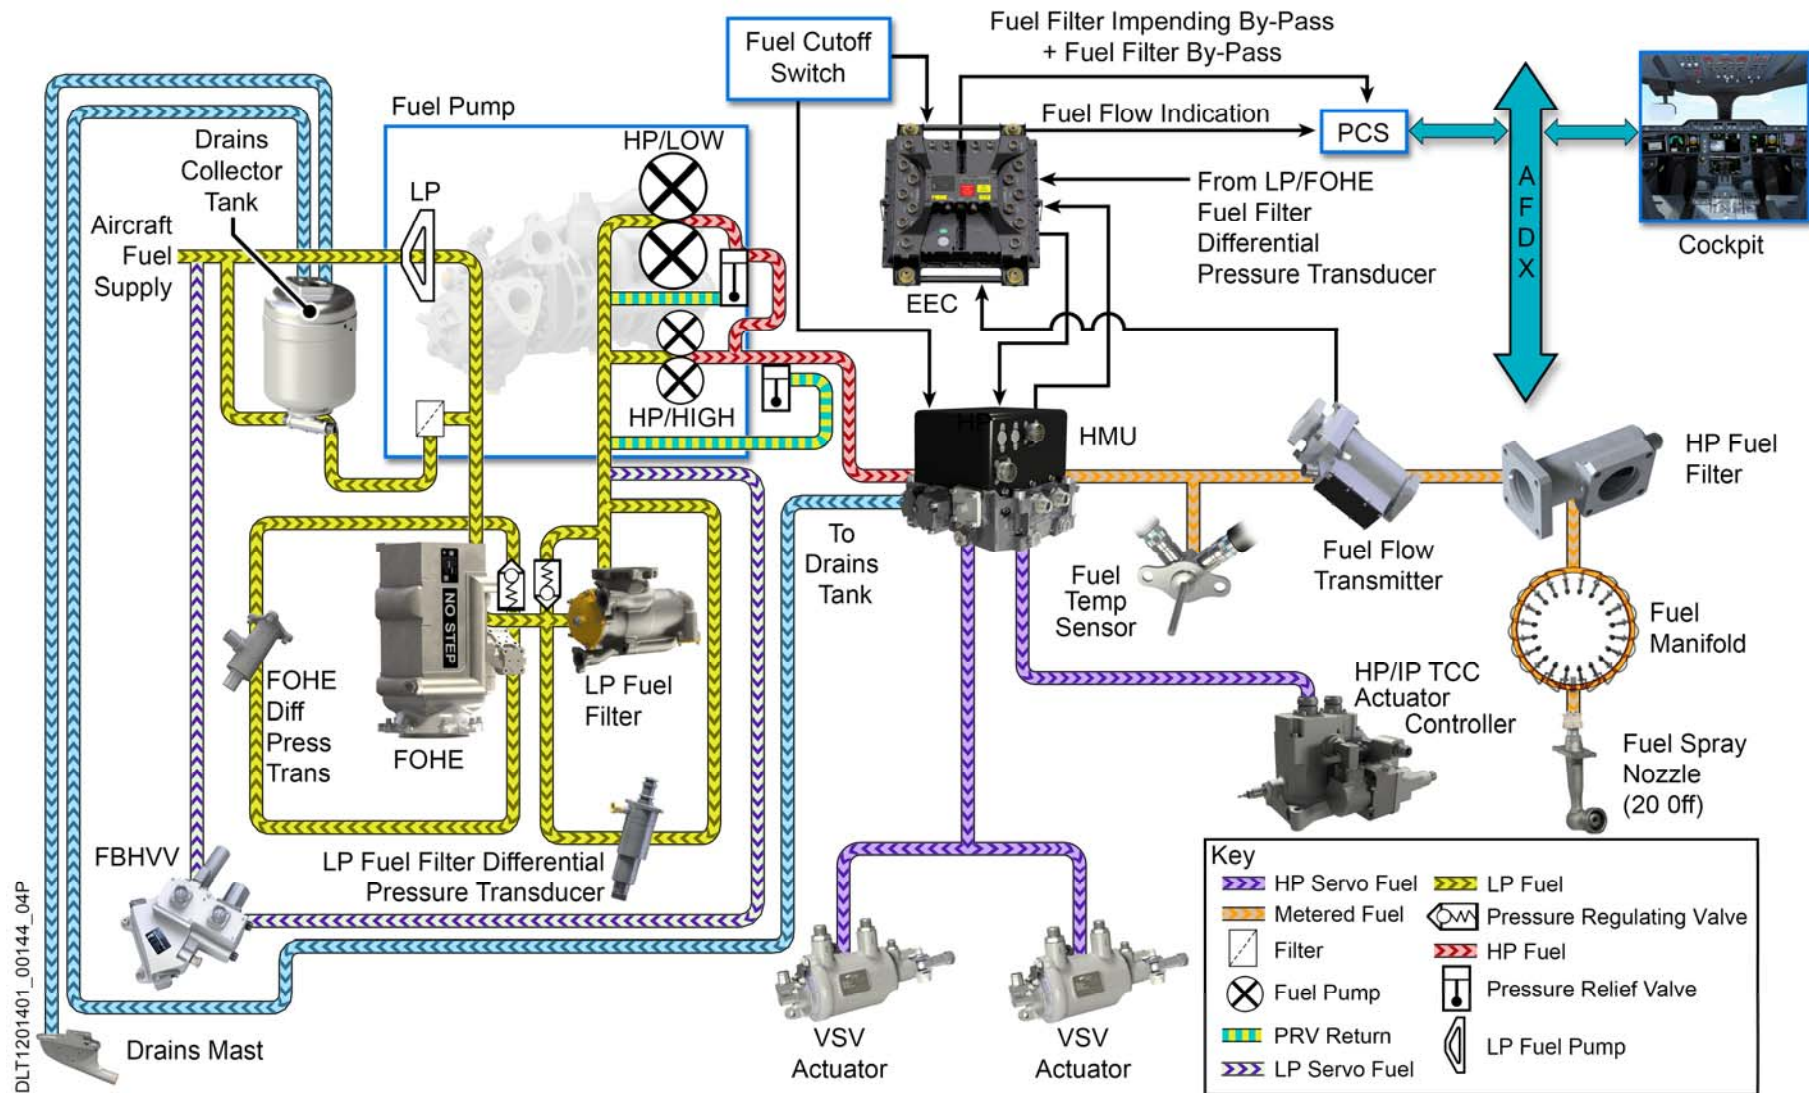 Fuel Cutoff
Switch
Fuel Filter Impending By-Pass
+ Fuel Filter By-Pass
Fuel Flow Indication
PCS
AFDX
Cockpit
Fuel Pump
HP/LOW
Drains
Collector
Tank
LP
Aircraft
Fuel
Supply
From LP/FOHE
Fuel Filter
Differential
Pressure Transducer
EEC
HP/HIGH
HP
HMU
HP Fuel
Filter
To
Drains
Tank
Fuel
Temp
Sensor
Fuel Flow
Transmitter
Fuel
Manifold
NO STEP
FOHE
Diff
Press
Trans
FOHE
LP Fuel
Filter
HP/IP TCC
Actuator
Controller
Fuel Spray
Nozzle
(20 0ff)
FBHVV
LP Fuel Filter Differential
Pressure Transducer
VSV
Actuator
VSV
Actuator
Drains Mast
DLT1201401_001144_04P
Key
HP Servo Fuel
LP Fuel
Metered Fuel
Pressure Regulating Valve
Filter
HP Fuel
Fuel Pump
Pressure Relief Valve
PRV Return
LP Fuel Pump
LP Servo Fuel